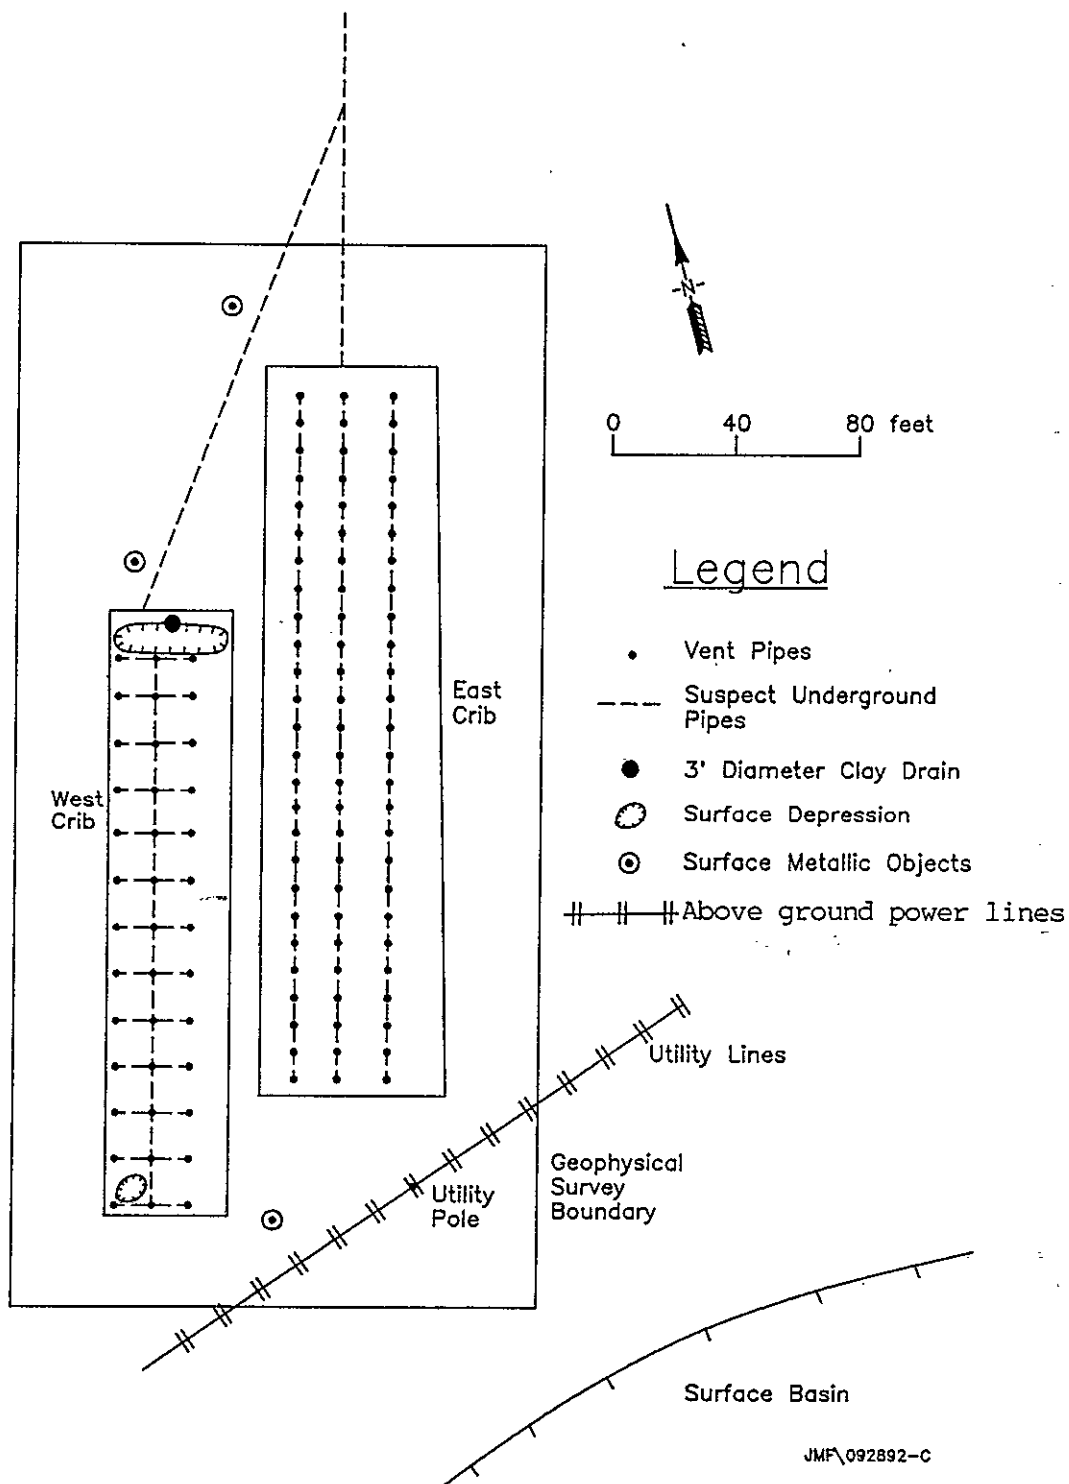 N
0 40 80 feet
Legend
Vent Pipes
Suspect Underground
Pipes
3' Diameter Clay Drain
Surface Depression
Surface Metallic Objects
Above ground power lines
East
Crib
West
Crib
Utility Lines
Utility
Pole
Geophysical
Survey
Boundary
Surface Basin
JMF\092892-C